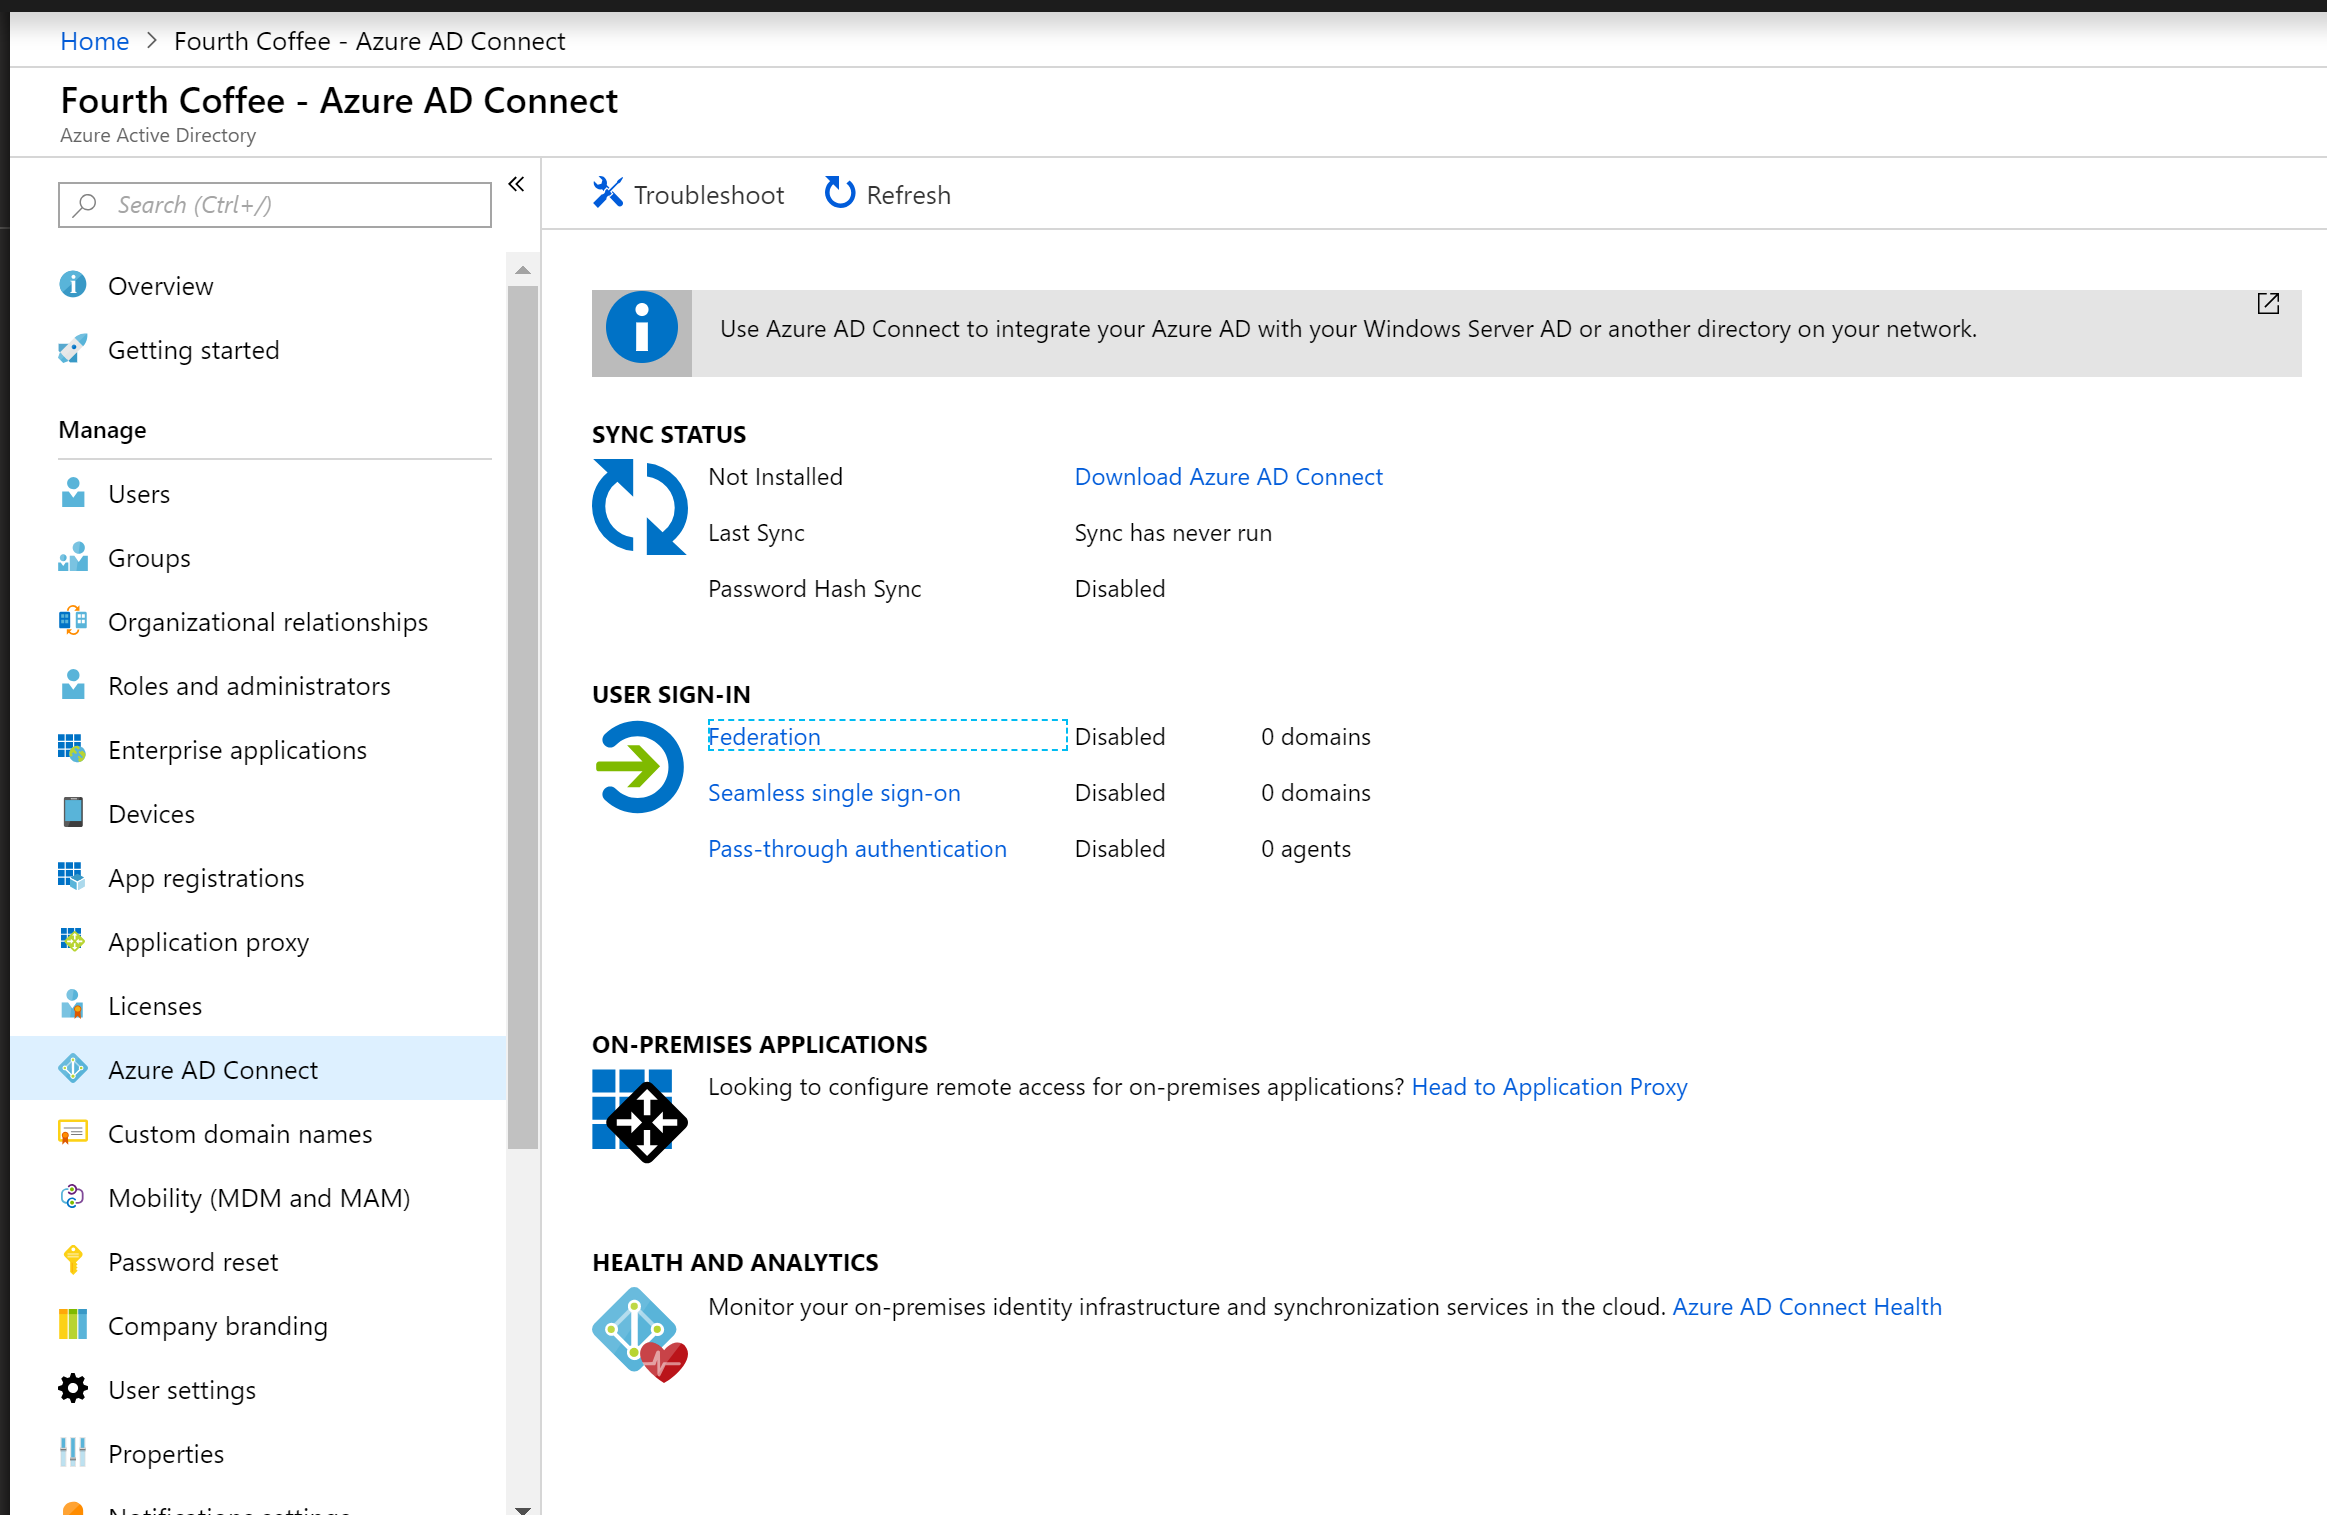 Home > Fourth Coffee - Azure AD Connect
Fourth Coffee - Azure AD Connect
Azure Active Directory
Search (Ctrl+/)
«
Overview
Getting started
Manage
Users
Groups
Organizational relationships
Roles and administrators
Enterprise applications
Devices
App registrations
Application proxy
Licenses
Azure AD Connect
Custom domain names
Mobility (MDM and MAM)
Password reset
Company branding
User settings
Properties
Notifications settings
Troubleshoot Refresh
Use Azure AD Connect to integrate your Azure AD with your Windows Server AD or another directory on your network.
SYNC STATUS
Not Installed Download Azure AD Connect
Last Sync Sync has never run
Password Hash Sync Disabled
USER SIGN-IN
Federation Disabled 0 domains
Seamless single sign-on Disabled 0 domains
Pass-through authentication Disabled 0 agents
ON-PREMISES APPLICATIONS
Looking to configure remote access for on-premises applications? Head to Application Proxy
HEALTH AND ANALYTICS
Monitor your on-premises identity infrastructure and synchronization services in the cloud. Azure AD Connect Health